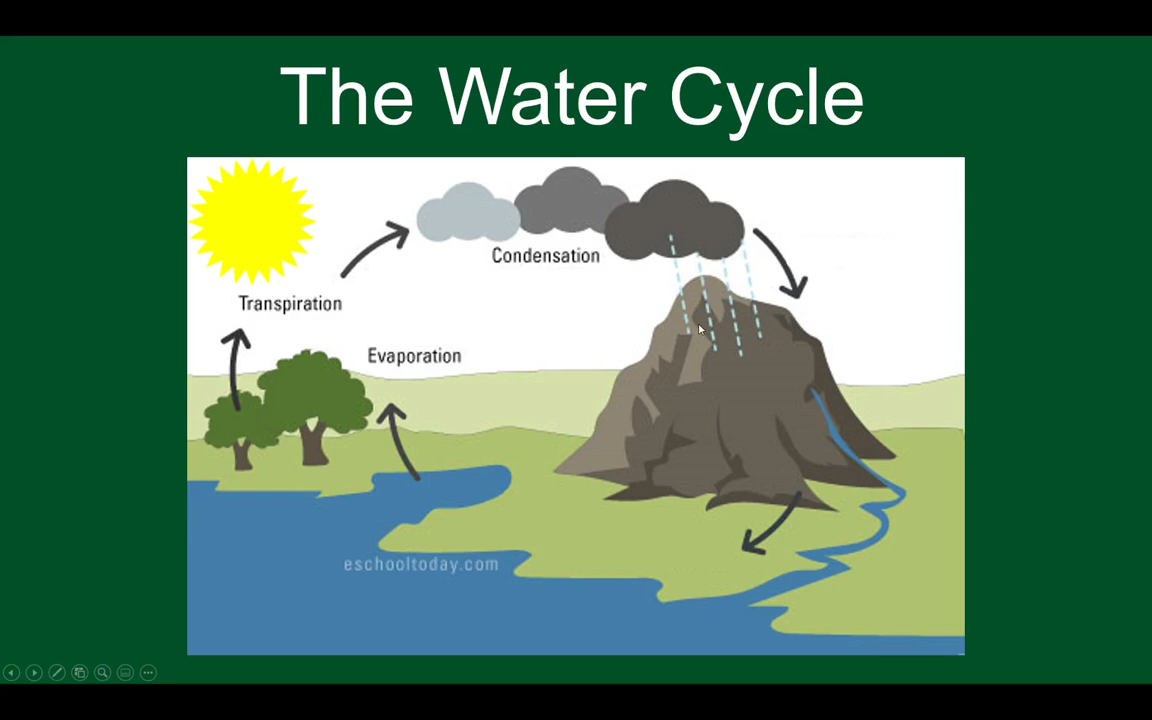 The Water Cycle
Condensation
Transpiration
Evaporation
eschooltoday.com